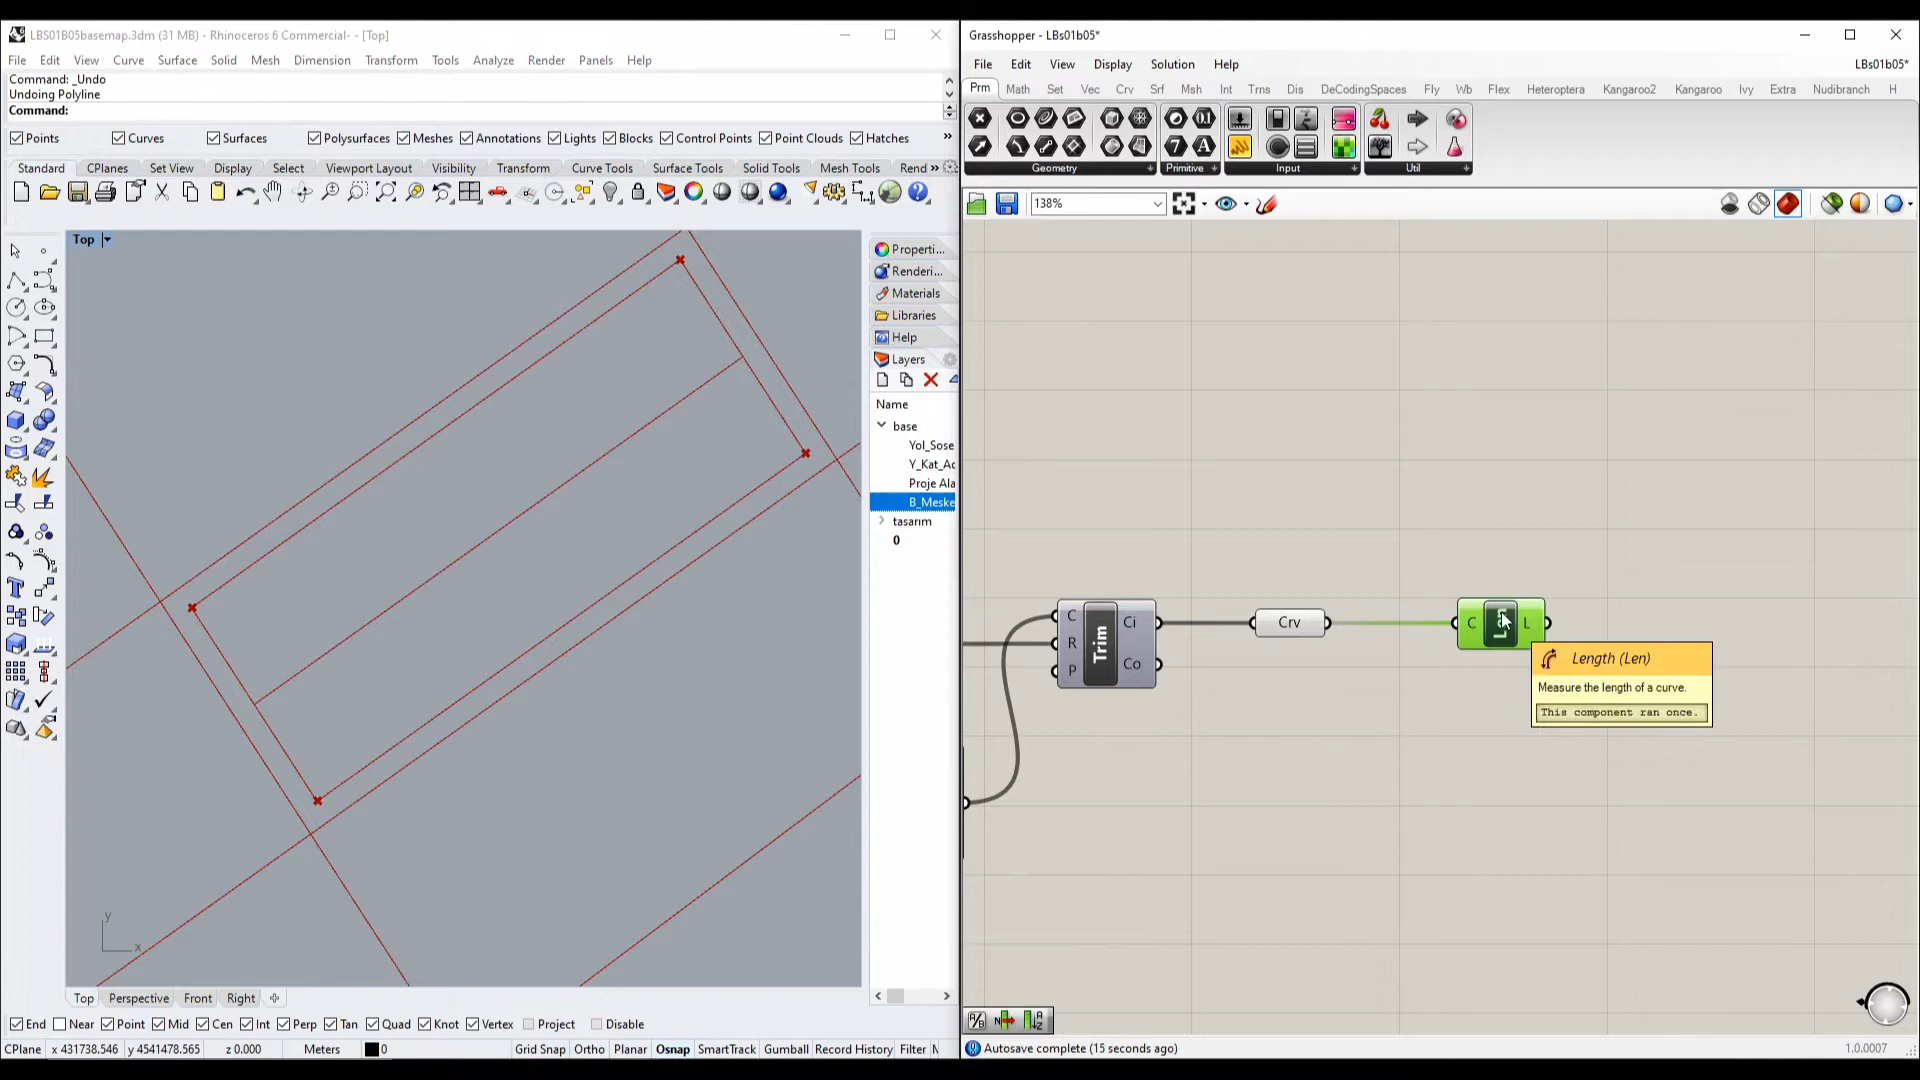 LBS01B05basemap.3dm (31 MB) - Rhinoceros 6 Commercial- - [Top]
File Edit View Curve Surface Solid Mesh Dimension Transform Tools Analyze Render Panels Help
Command: _Undo
Undoing Polyline
Command:
Points Curves Surfaces Polysurfaces Meshes Annotations Lights Blocks Control Points Point Clouds Hatches »
Standard CPlanes Set View Display Select Viewport Layout Visibility Transform Curve Tools Surface Tools Solid Tools Mesh Tools Rend »
Top
y
x
Properti...
Renderi...
Materials
Libraries
Help
Layers
Name
base
Yol_Sose
Y_Kat_Ac
Proje Ala
B_Meske
tasarım
0
Top Perspective Front Right
End Near Point Mid Cen Int Perp Tan Quad Knot Vertex Project Disable
CPlane x 431738.546 y 4541478.565 z 0.000 Meters 0 Grid Snap Ortho Planar Osnap SmartTrack Gumball Record History Filter
Grasshopper - LBs01b05*
File Edit View Display Solution Help LBs01b05*
Prm Math Set Vec Crv Srf Msh Int Trns Dis DeCodingSpaces Fly Wb Flex Heteroptera Kangaroo2 Kangaroo Ivy Extra Nudibranch H
Geometry Primitive Input Util
138%
C Ci
Trim
R
P Co
Crv
C Len L
Length (Len)
Measure the length of a curve.
This component ran once.
Autosave complete (15 seconds ago) 1.0.0007